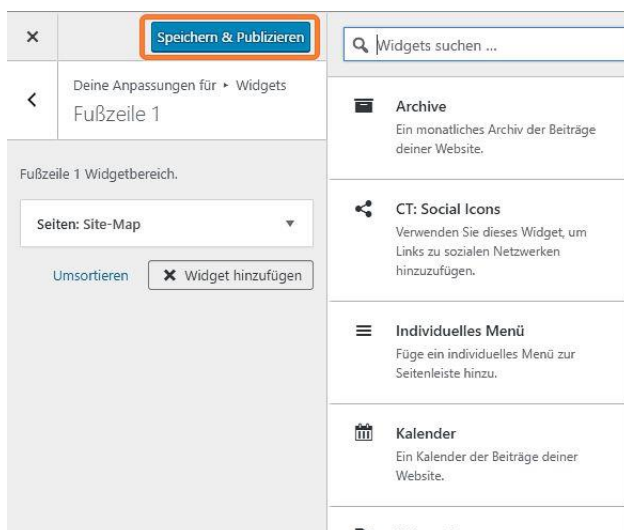 Speichern & Publizieren
Deine Anpassungen für ▸ Widgets
Fußzeile 1
Fußzeile 1 Widgetbereich.
Seiten: Site-Map
Umsortieren
Widget hinzufügen
Widgets suchen ...
Archive
Ein monatliches Archiv der Beiträge
deiner Website.
CT: Social Icons
Verwenden Sie dieses Widget, um
Links zu sozialen Netzwerken
hinzuzufügen.
Individuelles Menü
Füge ein individuelles Menü zur
Seitenleiste hinzu.
Kalender
Ein Kalender der Beiträge deiner
Website.